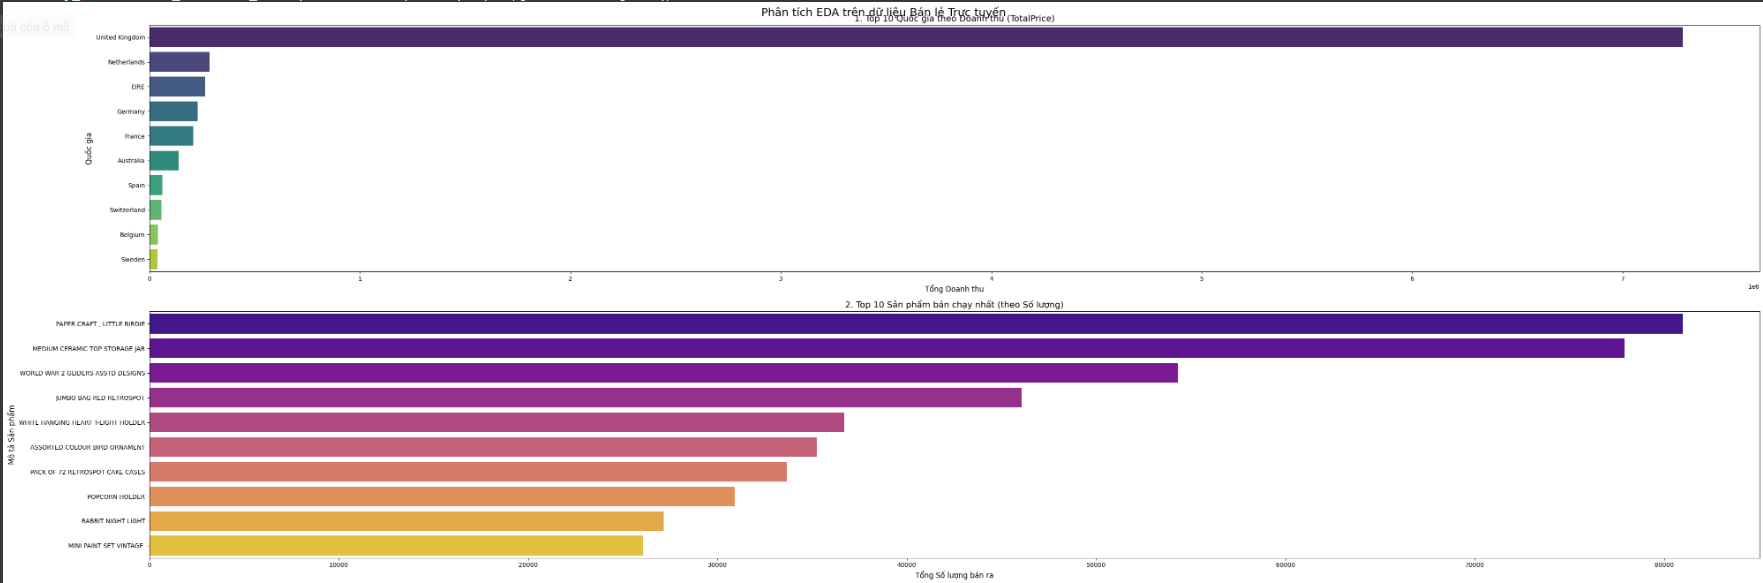 Phân tích EDA trên dữ liệu Bán lẻ Trực tuyến
1. Top 10 Quốc gia theo Doanh thu (TotalPrice)
quả của ô mã
Quốc gia
United Kingdom
Netherlands
EIRE
Germany
France
Australia
Spain
Switzerland
Belgium
Sweden
0 1 2 3 4 5 6 7
1e6
Tổng Doanh thu
2. Top 10 Sản phẩm bán chạy nhất (theo Số lượng)
Mô tả Sản phẩm
PAPER CRAFT , LITTLE BIRDIE
MEDIUM CERAMIC TOP STORAGE JAR
WORLD WAR 2 GLIDERS ASSTD DESIGNS
JUMBO BAG RED RETROSPOT
WHITE HANGING HEART T-LIGHT HOLDER
ASSORTED COLOUR BIRD ORNAMENT
PACK OF 72 RETROSPOT CAKE CASES
POPCORN HOLDER
RABBIT NIGHT LIGHT
MINI PAINT SET VINTAGE
0 10000 20000 30000 40000 50000 60000 70000 80000
Tổng Số lượng bán ra